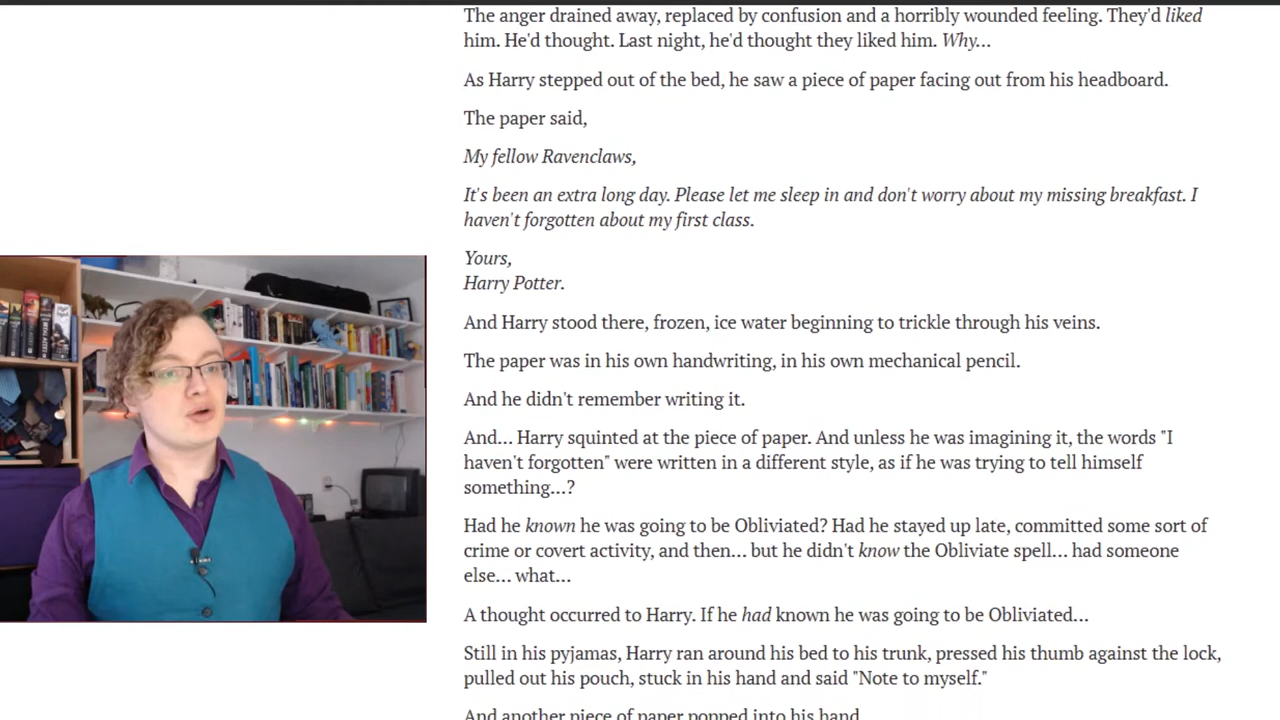 The anger drained away, replaced by confusion and a horribly wounded feeling. They'd liked
him. He'd thought. Last night, he'd thought they liked him. Why...
As Harry stepped out of the bed, he saw a piece of paper facing out from his headboard.
The paper said,
My fellow Ravenclaws,
It's been an extra long day. Please let me sleep in and don't worry about my missing breakfast. I
haven't forgotten about my first class.
Yours,
Harry Potter.
And Harry stood there, frozen, ice water beginning to trickle through his veins.
The paper was in his own handwriting, in his own mechanical pencil.
And he didn't remember writing it.
And... Harry squinted at the piece of paper. And unless he was imagining it, the words "I
haven't forgotten" were written in a different style, as if he was trying to tell himself
something...?
Had he known he was going to be Obliviated? Had he stayed up late, committed some sort of
crime or covert activity, and then... but he didn't know the Obliviate spell... had someone
else... what...
A thought occurred to Harry. If he had known he was going to be Obliviated...
Still in his pyjamas, Harry ran around his bed to his trunk, pressed his thumb against the lock,
pulled out his pouch, stuck in his hand and said "Note to myself."
And another piece of paper popped into his hand